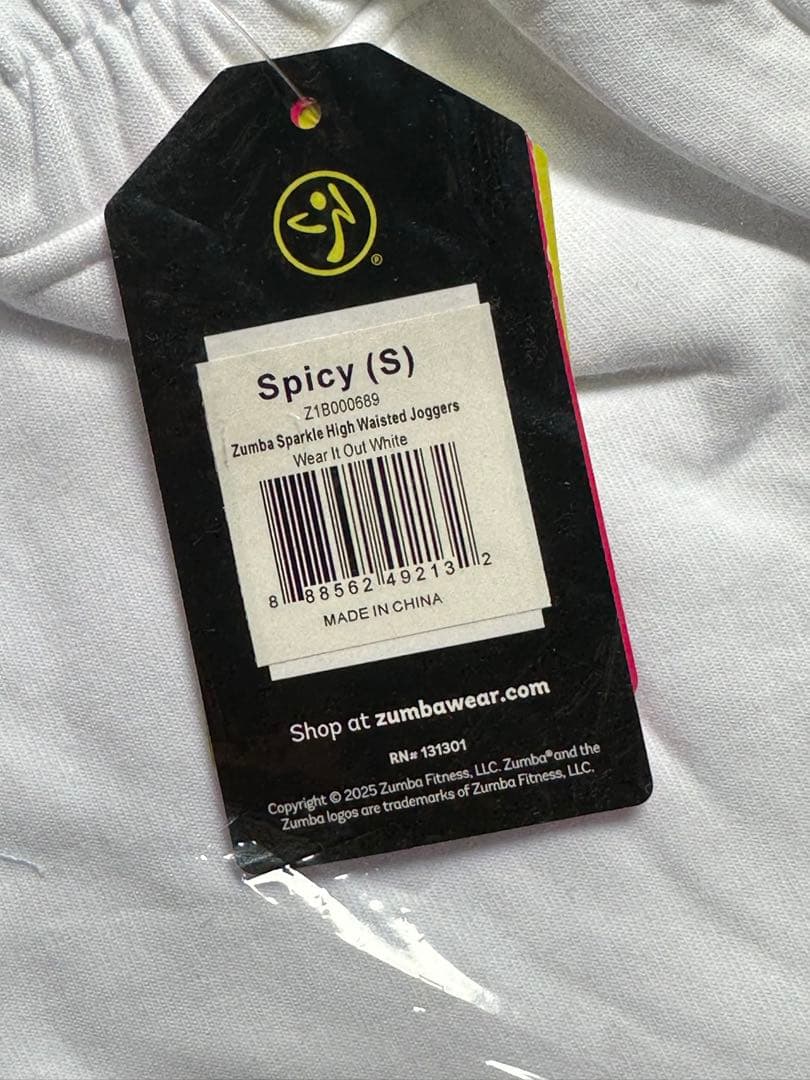 ®
Spicy (S)
Z1B000689
Zumba Sparkle High Waisted Joggers
Wear It Out White
8 88562 49213 2
MADE IN CHINA
Shop at zumbawear.com
RN# 131301
Copyright © 2025 Zumba Fitness, LLC. Zumba® and the
Zumba logos are trademarks of Zumba Fitness, LLC.